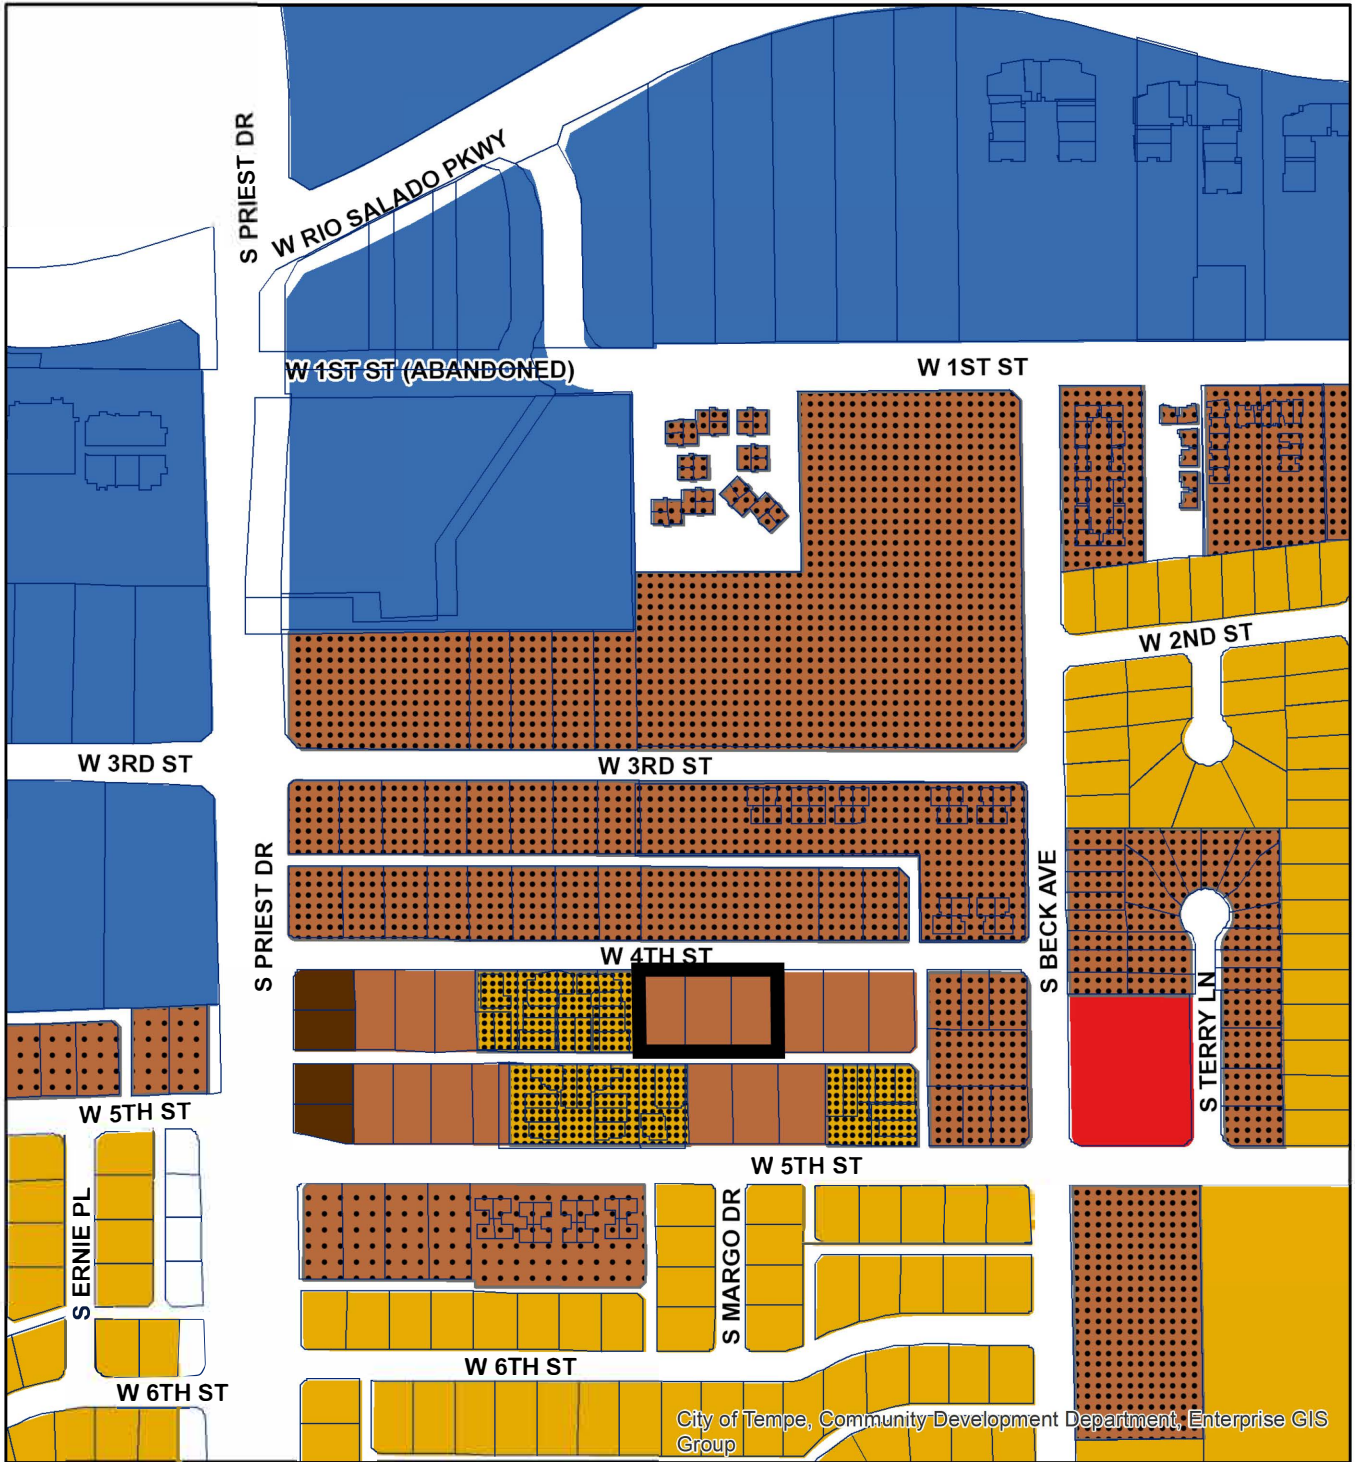 S PRIEST DR
W RIO SALADO PKWY
W 1ST ST (ABANDONED)
W 1ST ST
W 2ND ST
W 3RD ST
W 3RD ST
S PRIEST DR
S BECK AVE
W 4TH ST
S TERRY LN
W 5TH ST
W 5TH ST
S ERNIE PL
S MARGO DR
W 6TH ST
W 6TH ST
City of Tempe, Community Development Department, Enterprise GIS
Group